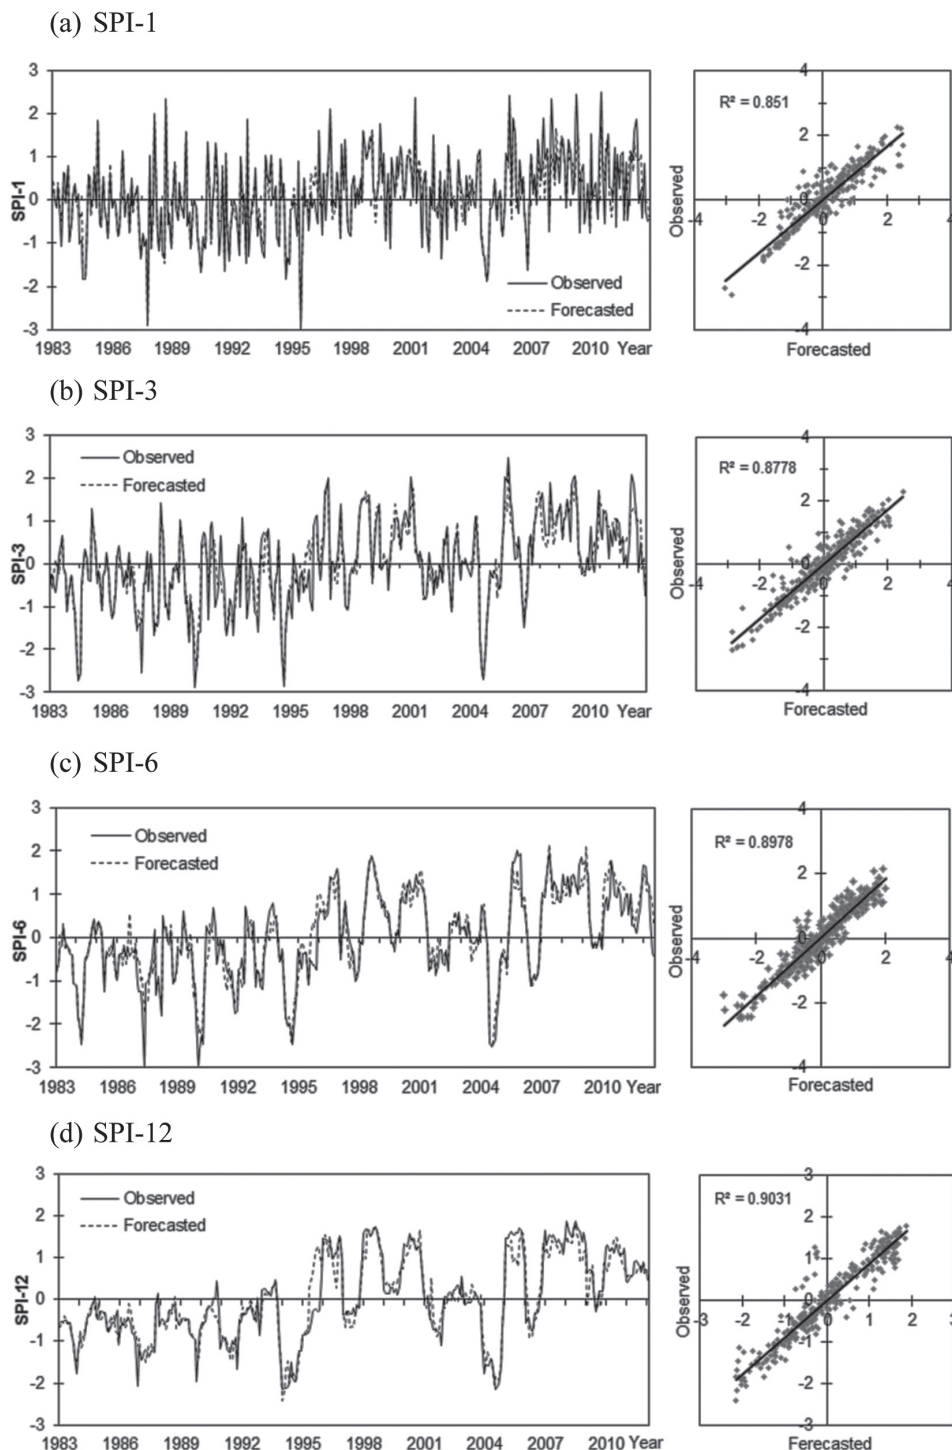 (a) SPI-1
3
2
1
0
-1
-2
-3
SPI-1
Observed
Forecasted
1983 1986 1989 1992 1995 1998 2001 2004 2007 2010 Year
R² = 0.851
4
2
0
-2
-4
-4 -2 0 2 4
Observed
Forecasted
(b) SPI-3
3
2
1
0
-1
-2
-3
SPI-3
Observed
Forecasted
1983 1986 1989 1992 1995 1998 2001 2004 2007 2010 Year
R² = 0.8778
4
2
0
-2
-4
-4 -2 0 2 4
Observed
Forecasted
(c) SPI-6
3
2
1
0
-1
-2
-3
SPI-6
Observed
Forecasted
1983 1986 1989 1992 1995 1998 2001 2004 2007 2010 Year
R² = 0.8978
4
2
0
-2
-4
-4 -2 0 2 4
Observed
Forecasted
(d) SPI-12
3
2
1
0
-1
-2
-3
SPI-12
Observed
Forecasted
1983 1986 1989 1992 1995 1998 2001 2004 2007 2010 Year
R² = 0.9031
3
2
1
0
-1
-2
-3
-3 -2 -1 0 1 2 3
Observed
Forecasted